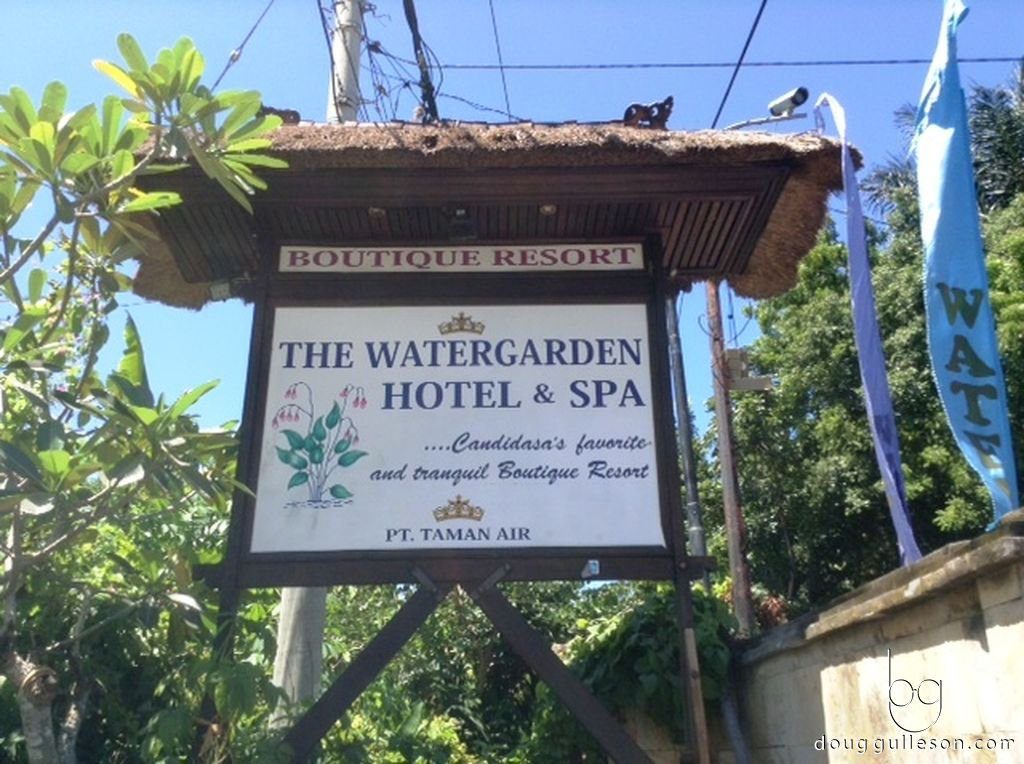 BOUTIQUE RESORT
THE WATERGARDEN
HOTEL & SPA
....Candidasa's favorite
and tranquil Boutique Resort
PT. TAMAN AIR
WATE
bg
douggulleson.com